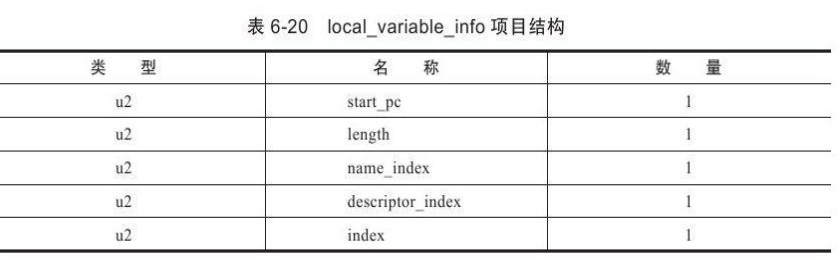 表 6-20 local_variable_info 项目结构
类 型 名 称 数 量
u2 start_pc 1
u2 length 1
u2 name_index 1
u2 descriptor_index 1
u2 index 1